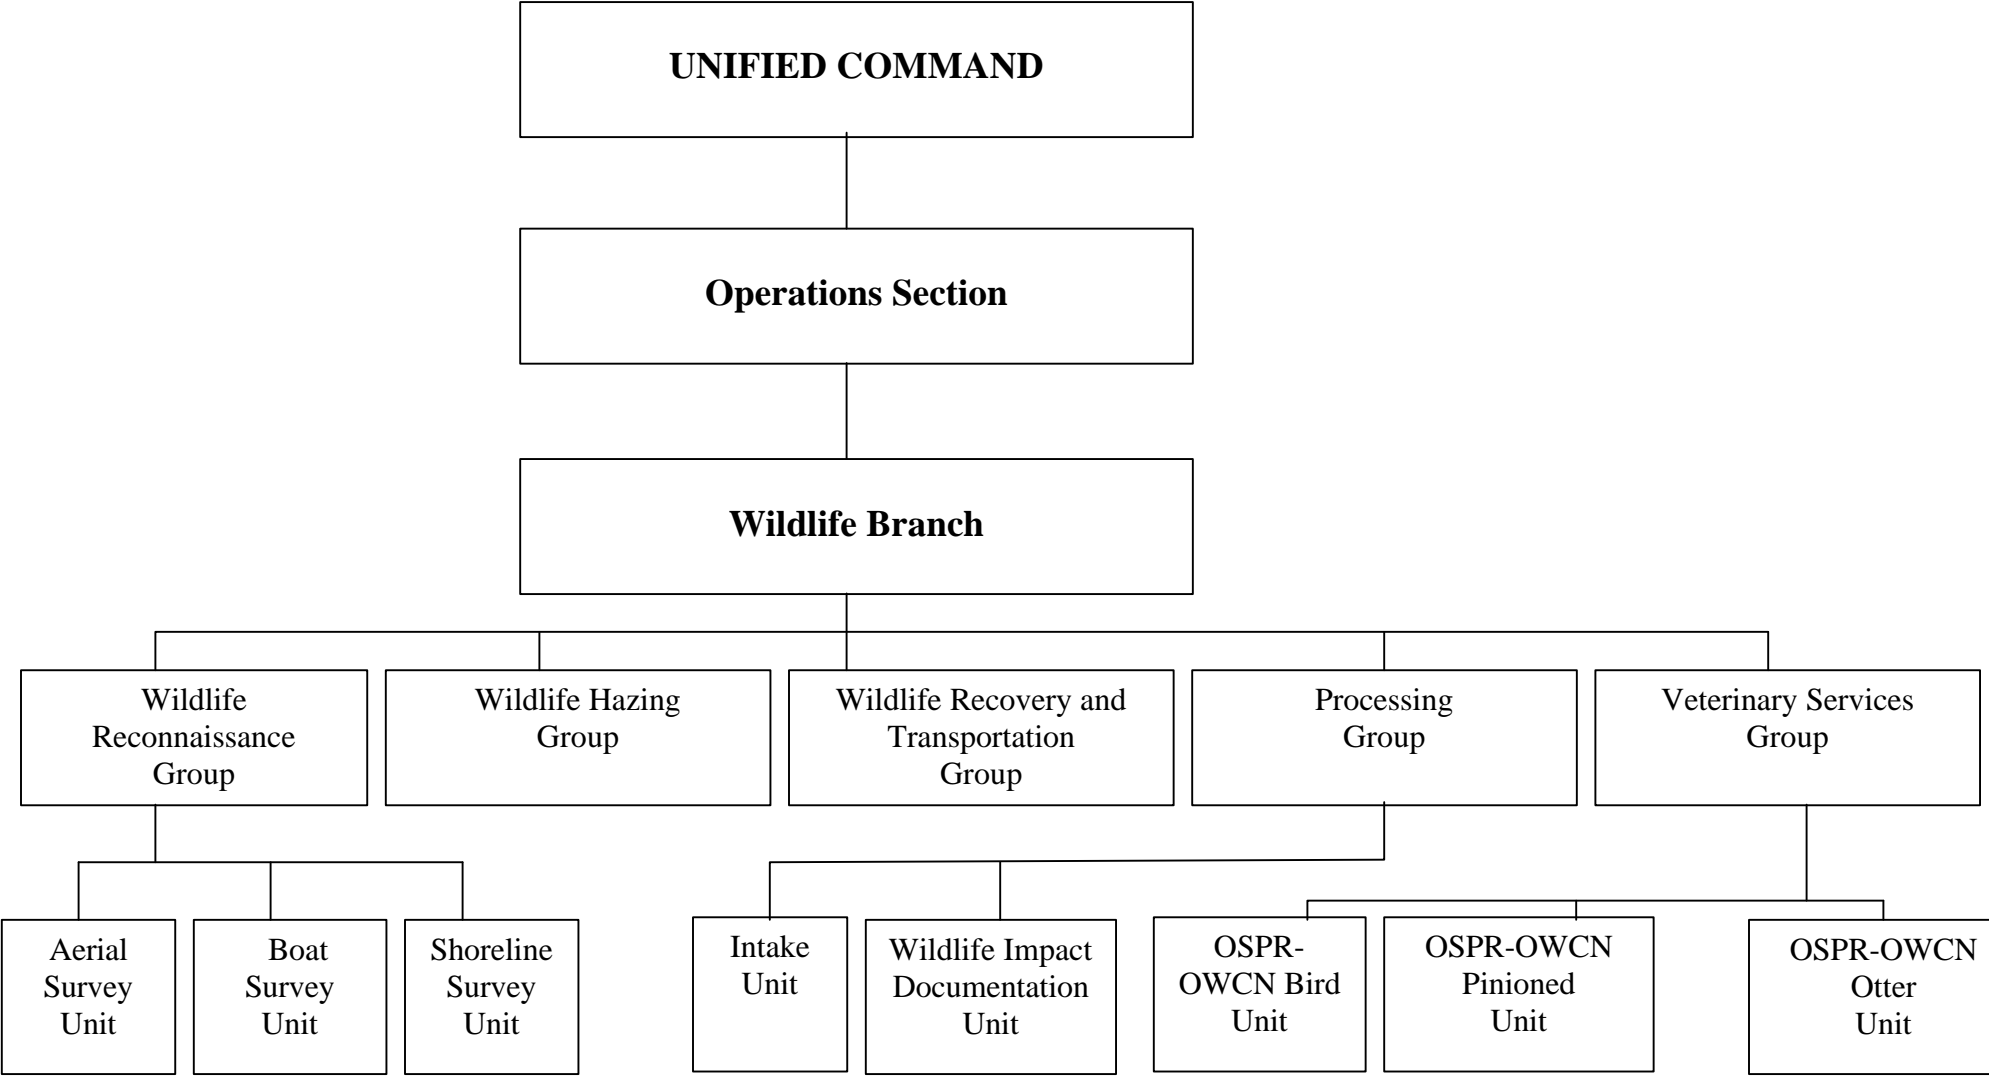 UNIFIED COMMAND
Operations Section
Wildlife Branch
Wildlife
Reconnaissance
Group
Wildlife Hazing
Group
Wildlife Recovery and
Transportation
Group
Processing
Group
Veterinary Services
Group
Aerial
Survey
Unit
Boat
Survey
Unit
Shoreline
Survey
Unit
Intake
Unit
Wildlife Impact
Documentation
Unit
OSPR-
OWCN Bird
Unit
OSPR-OWCN
Pinioned
Unit
OSPR-OWCN
Otter
Unit